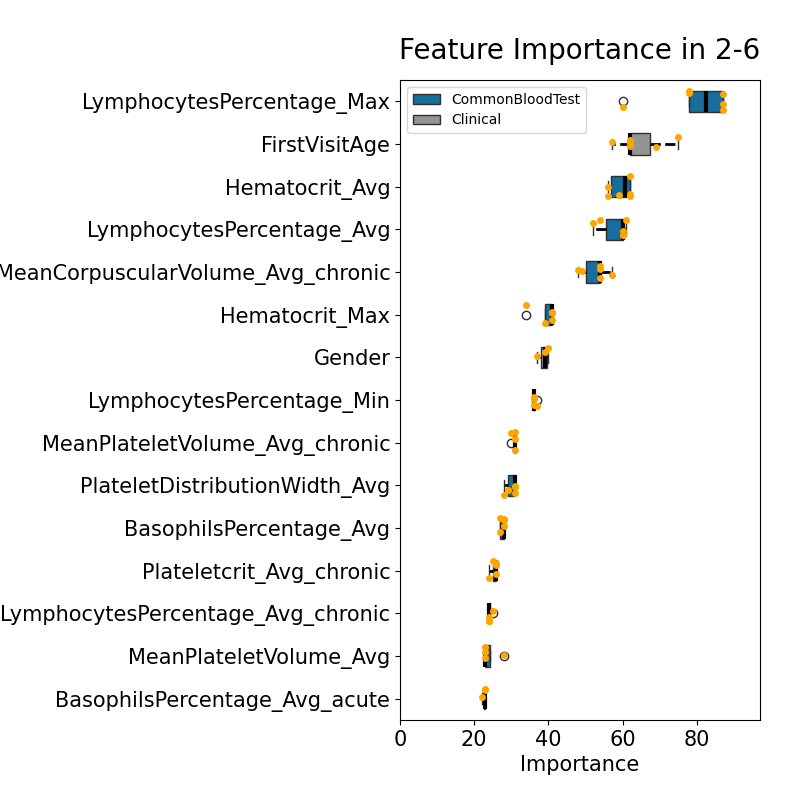 Feature Importance in 2-6
CommonBloodTest
Clinical
LymphocytesPercentage_Max
FirstVisitAge
Hematocrit_Avg
LymphocytesPercentage_Avg
MeanCorpuscularVolume_Avg_chronic
Hematocrit_Max
Gender
LymphocytesPercentage_Min
MeanPlateletVolume_Avg_chronic
PlateletDistributionWidth_Avg
BasophilsPercentage_Avg
Plateletcrit_Avg_chronic
LymphocytesPercentage_Avg_chronic
MeanPlateletVolume_Avg
BasophilsPercentage_Avg_acute
0 20 40 60 80
Importance